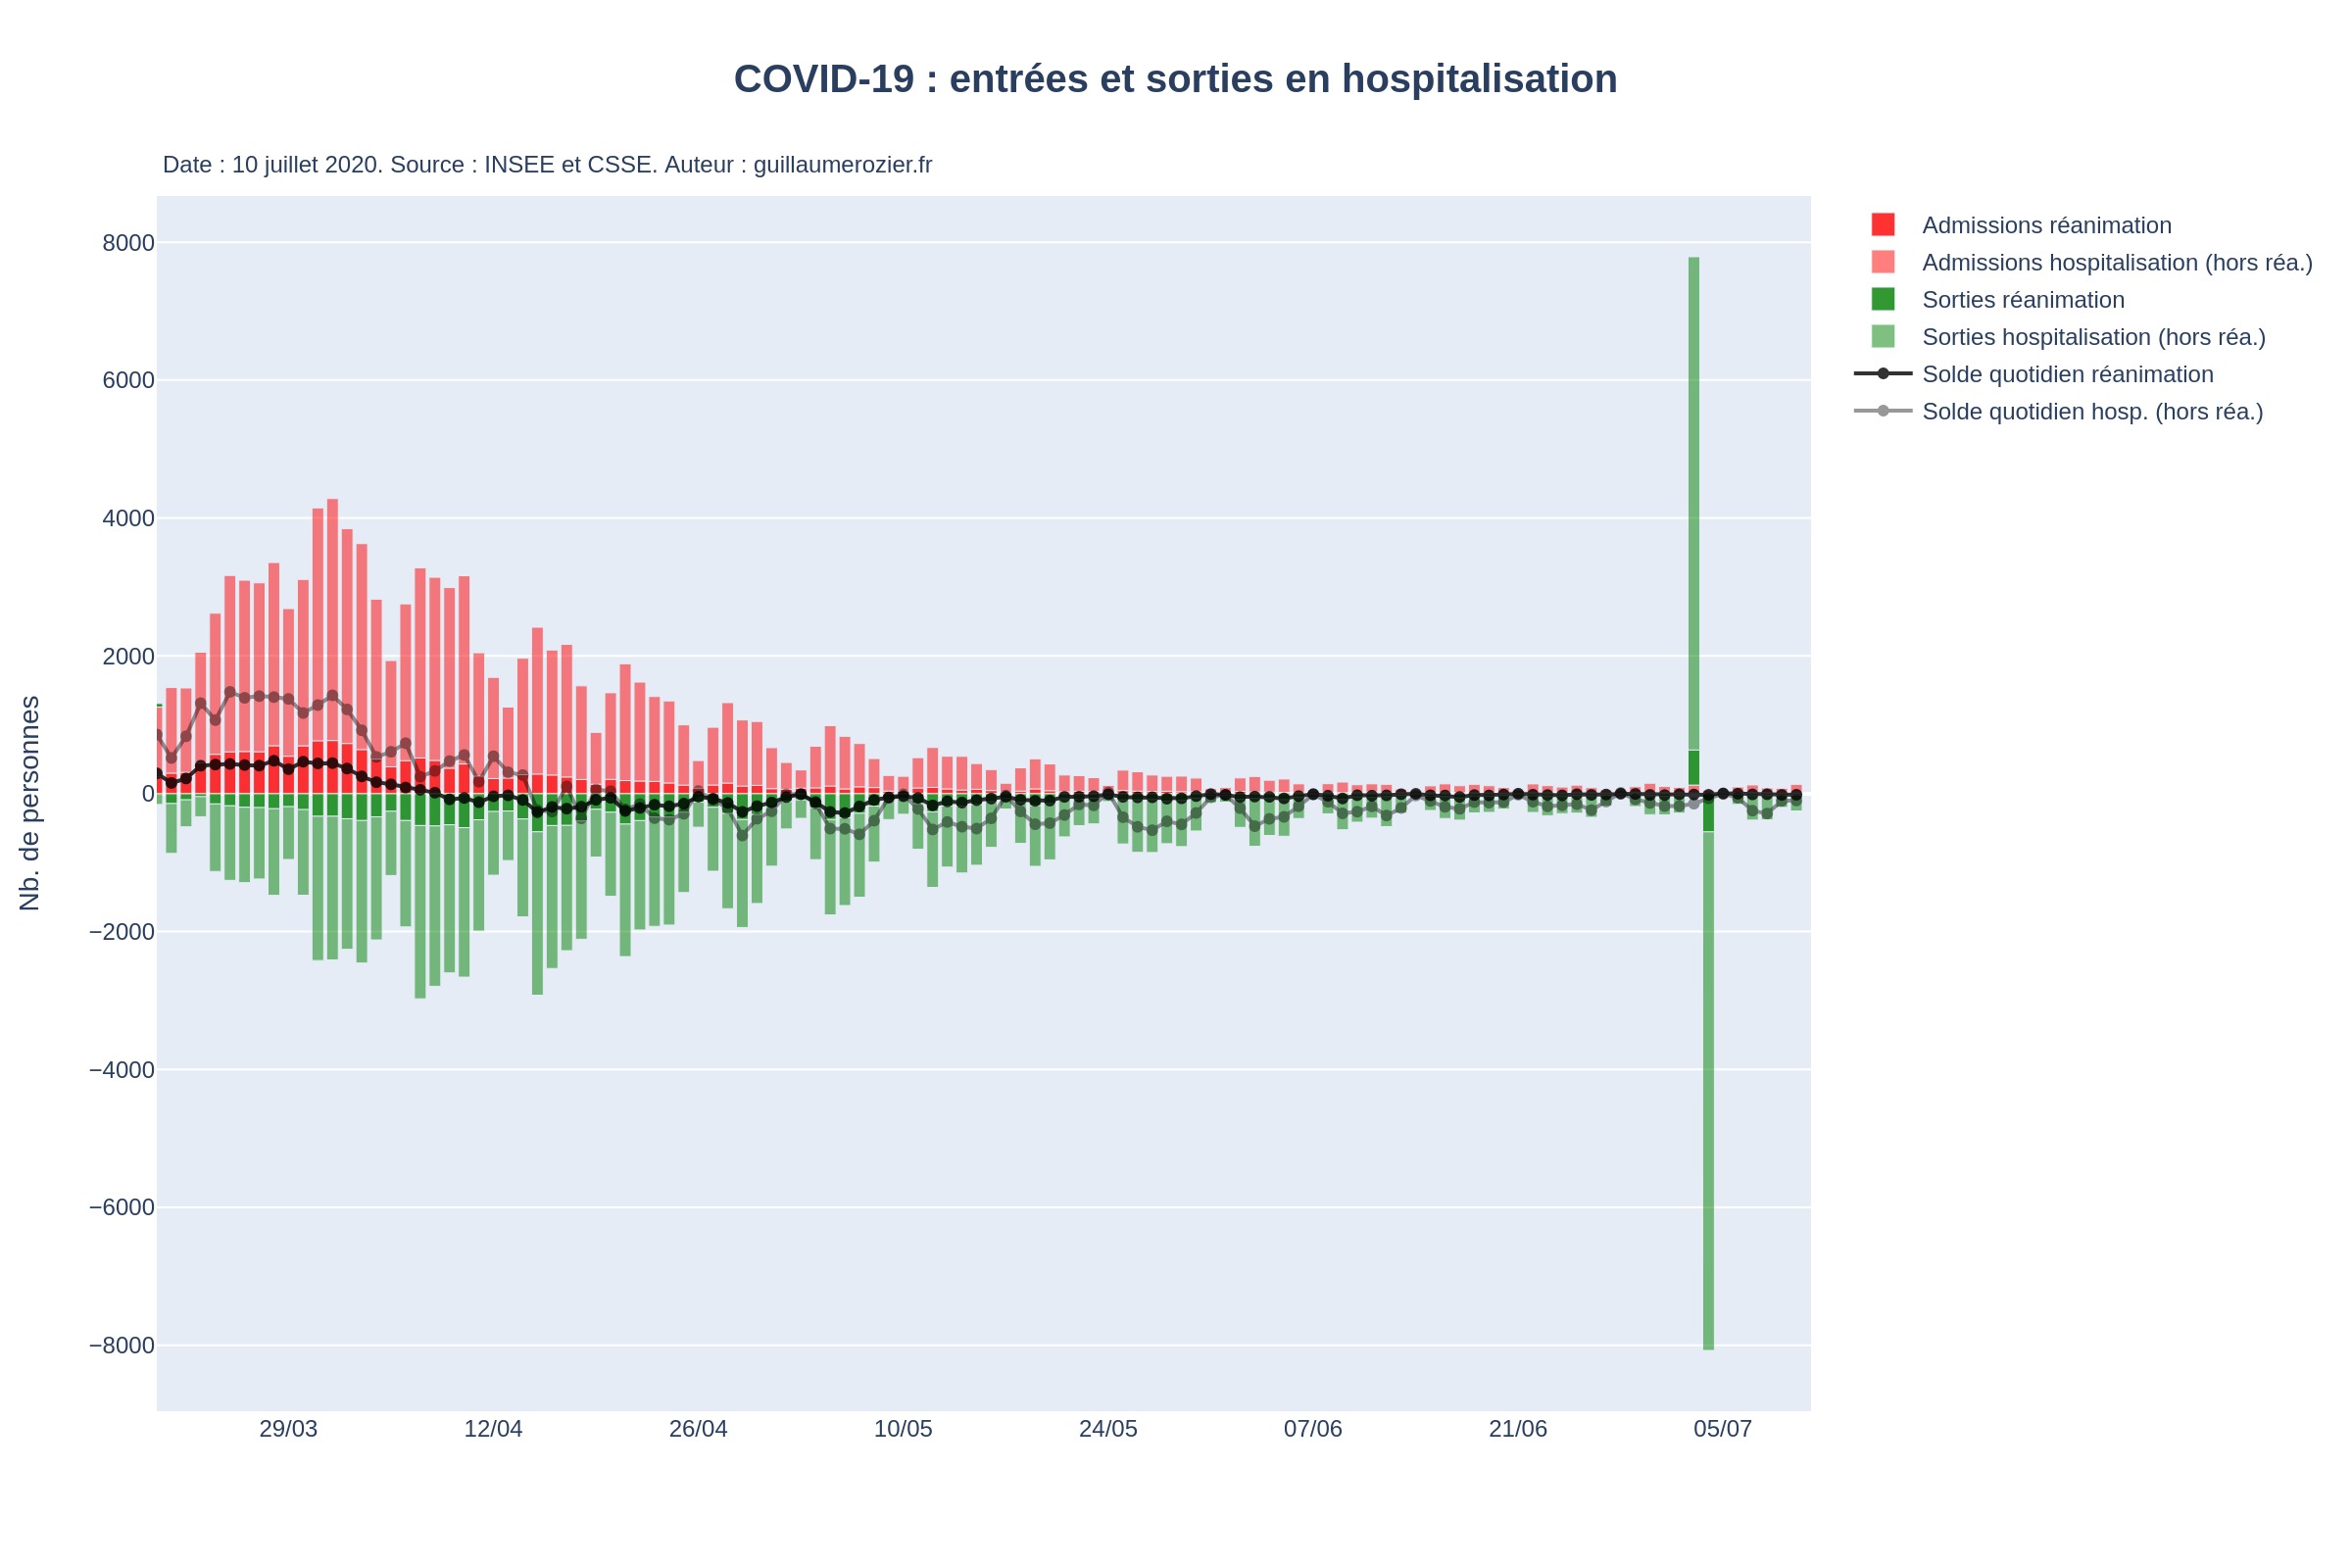 COVID-19 : entrées et sorties en hospitalisation
Date : 10 juillet 2020. Source : INSEE et CSSE. Auteur : guillaumerozier.fr
Admissions réanimation
Admissions hospitalisation (hors réa.)
Sorties réanimation
Sorties hospitalisation (hors réa.)
Solde quotidien réanimation
Solde quotidien hosp. (hors réa.)
Nb. de personnes
8000
6000
4000
2000
0
−2000
−4000
−6000
−8000
29/03 12/04 26/04 10/05 24/05 07/06 21/06 05/07